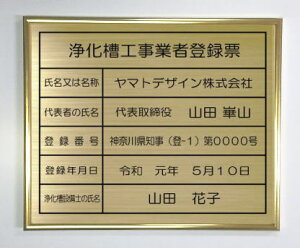 浄化槽工事業者登録票
氏名又は名称 ヤマトデザイン株式会社
代表者の氏名 代表取締役 山田 崋山
登録番号 神奈川県知事(登-1)第0000号
登録年月日 令和 元年 5月10日
浄化槽設備士の氏名 山田 花子